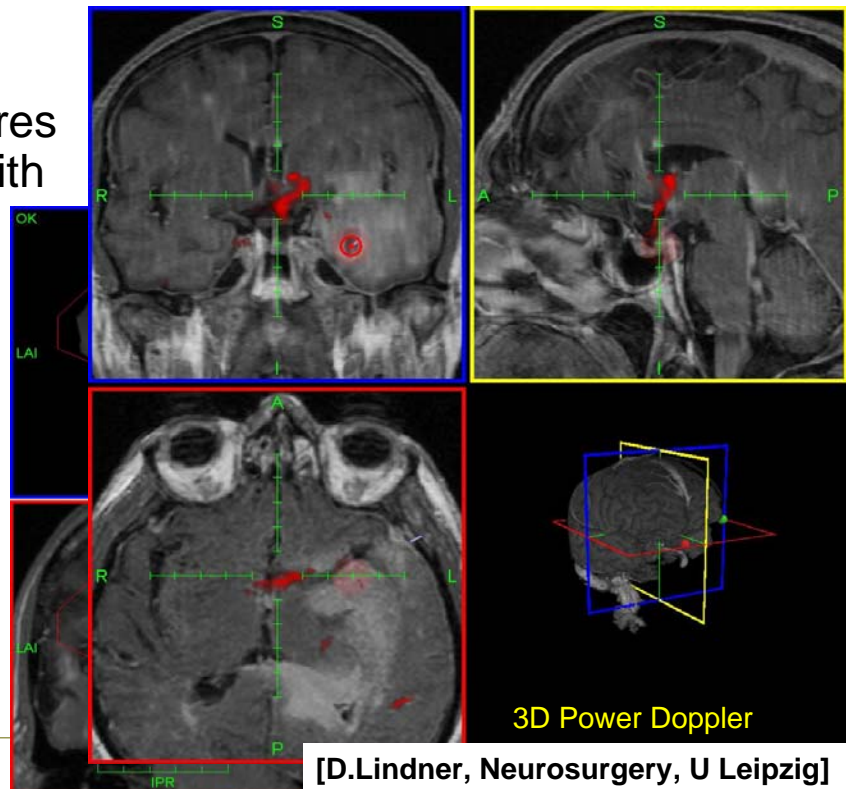 res
ith
OK
LAI
LAI
IPR
S
R
L
I
S
A
P
I
A
R
L
P
3D Power Doppler
[D.Lindner, Neurosurgery, U Leipzig]